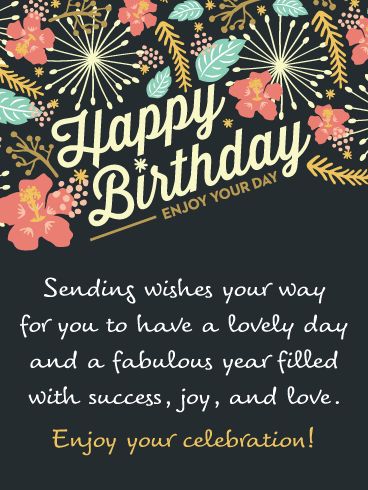 Happy
Birthday
ENJOY YOUR DAY
Sending wishes your way
for you to have a lovely day
and a fabulous year filled
with success, joy, and love.
Enjoy your celebration!